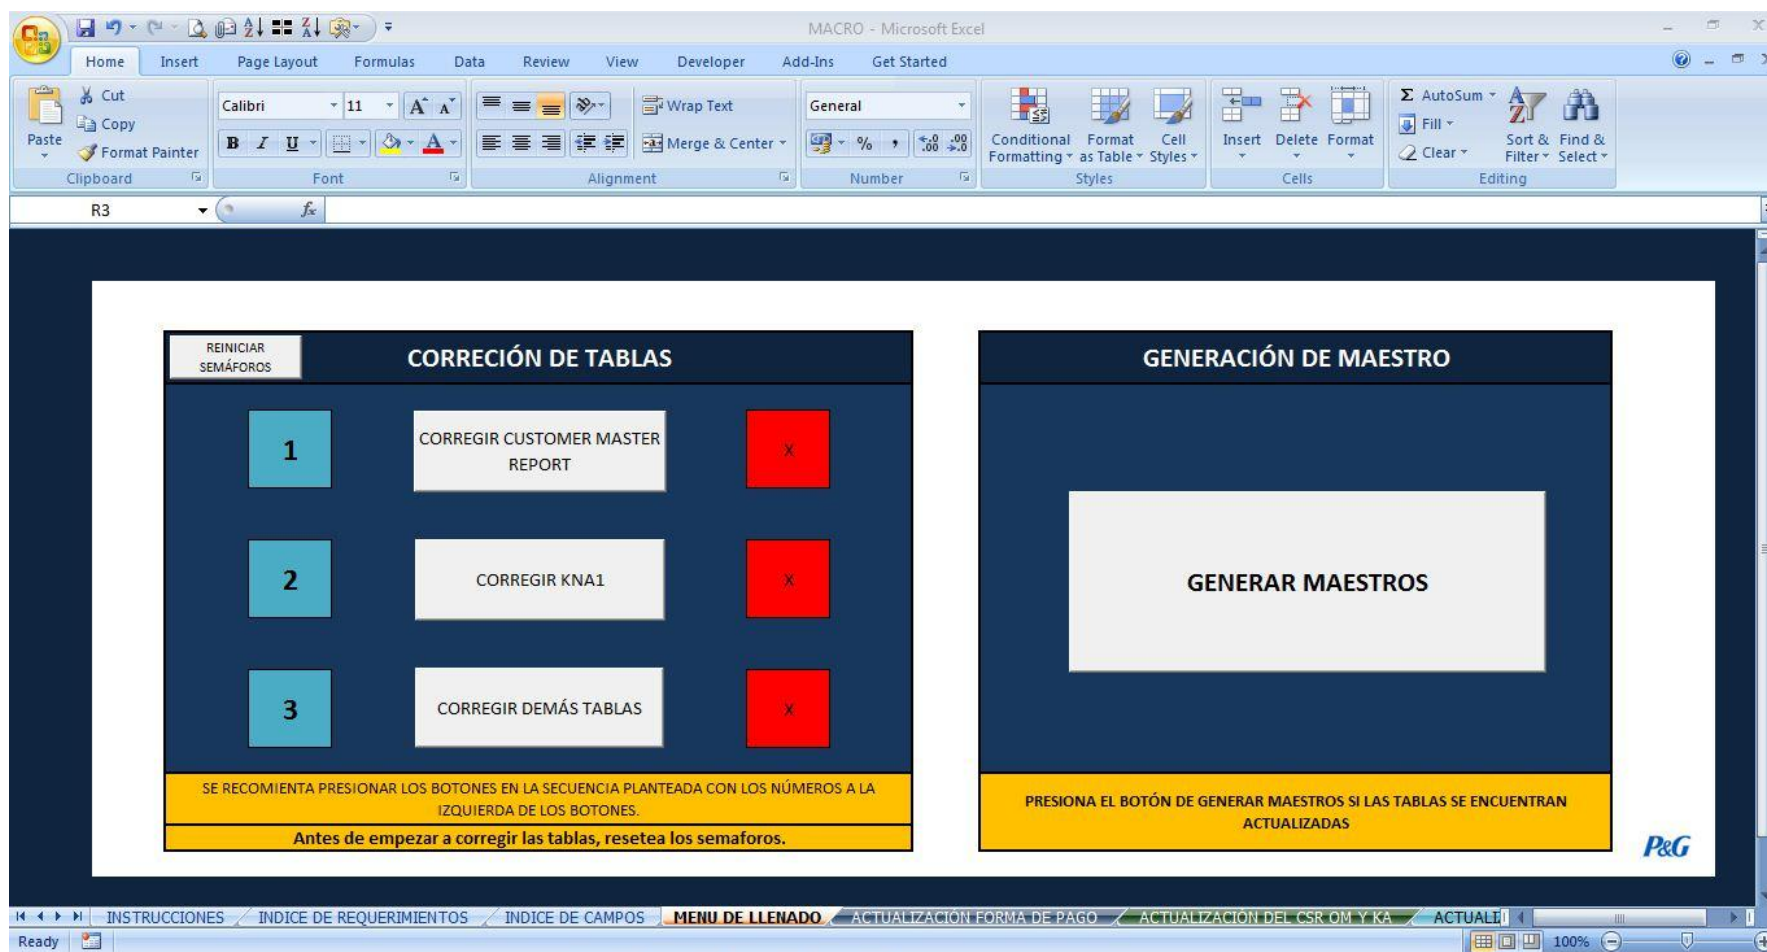 MACRO - Microsoft Excel
Home Insert Page Layout Formulas Data Review View Developer Add-Ins Get Started
Cut
Copy
Format Painter
Paste
Clipboard
Calibri 11
Font
Wrap Text
Merge & Center
Alignment
General
Number
Conditional Formatting
Format as Table
Cell Styles
Styles
Insert Delete Format
Cells
AutoSum
Fill
Clear
Sort & Filter
Find & Select
Editing
R3
REINICIAR
SEMÁFOROS
CORRECIÓN DE TABLAS
1
CORREGIR CUSTOMER MASTER
REPORT
X
2
CORREGIR KNA1
X
3
CORREGIR DEMÁS TABLAS
X
SE RECOMIENTA PRESIONAR LOS BOTONES EN LA SECUENCIA PLANTEADA CON LOS NÚMEROS A LA
IZQUIERDA DE LOS BOTONES.
Antes de empezar a corregir las tablas, resetea los semaforos.
GENERACIÓN DE MAESTRO
GENERAR MAESTROS
PRESIONA EL BOTÓN DE GENERAR MAESTROS SI LAS TABLAS SE ENCUENTRAN
ACTUALIZADAS
P&G
INSTRUCCIONES INDICE DE REQUERIMIENTOS INDICE DE CAMPOS MENU DE LLENADO ACTUALIZACIÓN FORMA DE PAGO ACTUALIZACIÓN DEL CSR OM Y KA ACTUALI
Ready 100%